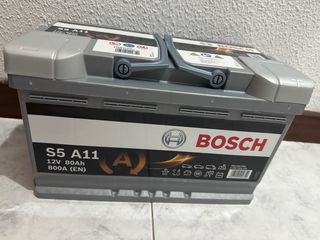 BOSCH
S5 A11
12V 80Ah
800A (EN)